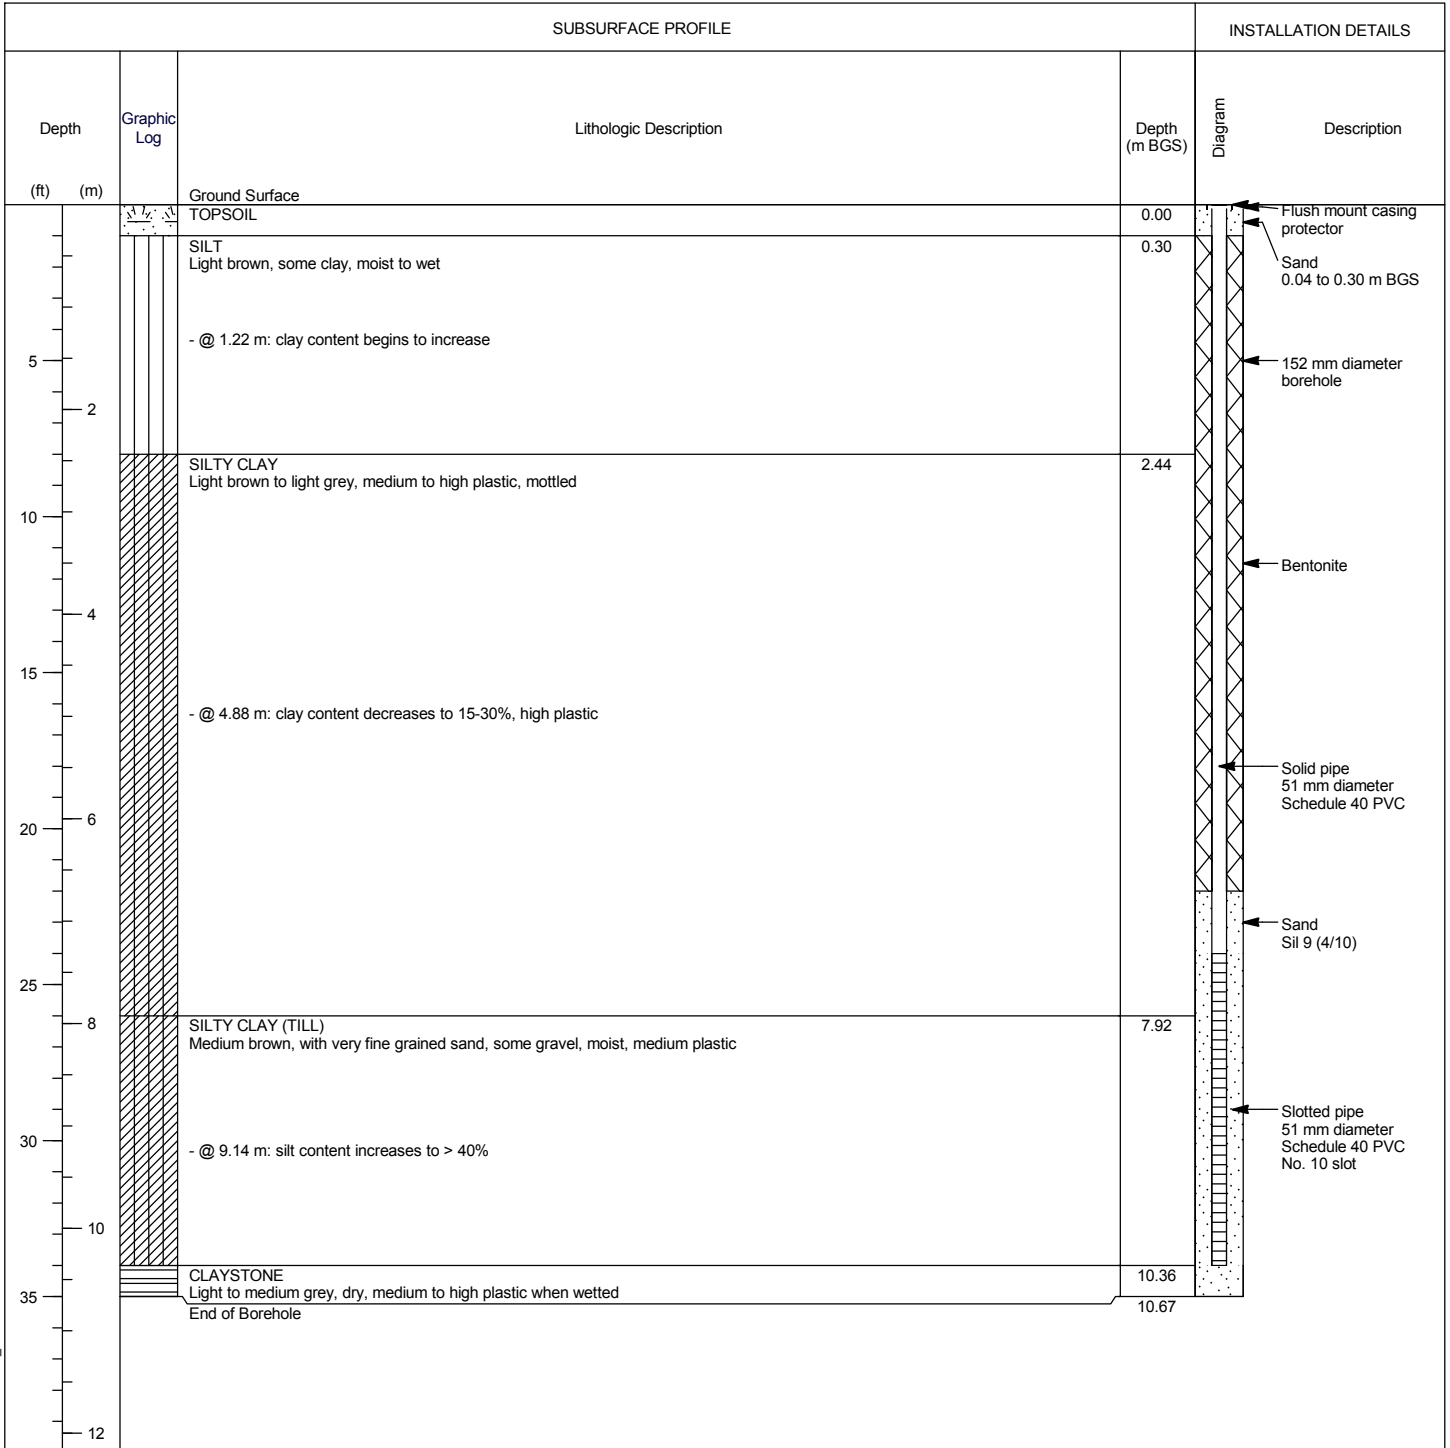 SUBSURFACE PROFILE
INSTALLATION DETAILS
Depth
Graphic
Log
Lithologic Description
Depth
(m BGS)
Diagram
Description
(ft)
(m)
Ground Surface
TOPSOIL
0.00
Flush mount casing
protector
SILT
0.30
Light brown, some clay, moist to wet
Sand
0.04 to 0.30 m BGS
- @ 1.22 m: clay content begins to increase
5
152 mm diameter
borehole
2
SILTY CLAY
2.44
Light brown to light grey, medium to high plastic, mottled
10
Bentonite
4
15
- @ 4.88 m: clay content decreases to 15-30%, high plastic
Solid pipe
51 mm diameter
Schedule 40 PVC
6
20
Sand
Sil 9 (4/10)
25
8
SILTY CLAY (TILL)
7.92
Medium brown, with very fine grained sand, some gravel, moist, medium plastic
Slotted pipe
51 mm diameter
Schedule 40 PVC
No. 10 slot
30
- @ 9.14 m: silt content increases to > 40%
10
CLAYSTONE
10.36
Light to medium grey, dry, medium to high plastic when wetted
35
End of Borehole
10.67
12